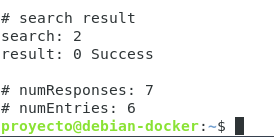 # search result
search: 2
result: 0 Success
# numResponses: 7
# numEntries: 6
proyecto@debian-docker:~$